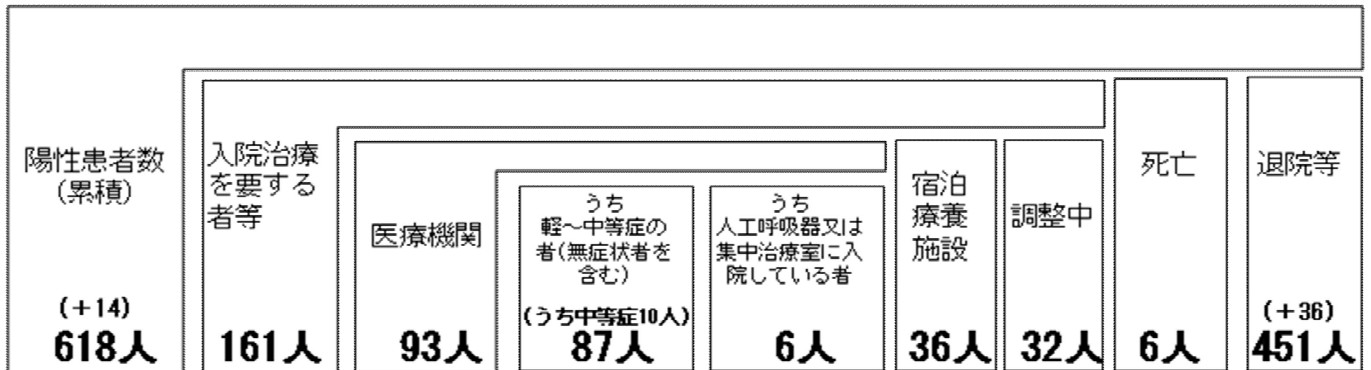 陽性患者数
(累積)
(+14)
618人
入院治療
を要する
者等
161人
医療機関
93人
うち
軽～中等症の
者(無症状者を
含む)
(うち中等症10人)
87人
うち
人工呼吸器又は
集中治療室に入
院している者
6人
宿泊
療養
施設
36人
調整中
32人
死亡
6人
退院等
(+36)
451人